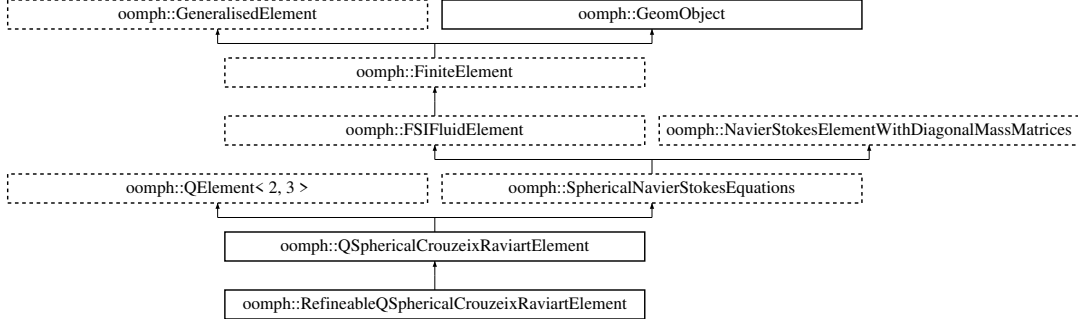 oomph::GeneralisedElement
oomph::GeomObject
oomph::FiniteElement
oomph::FSIFluidElement
oomph::NavierStokesElementWithDiagonalMassMatrices
oomph::QElement< 2, 3 >
oomph::SphericalNavierStokesEquations
oomph::QSphericalCrouzeixRaviartElement
oomph::RefineableQSphericalCrouzeixRaviartElement